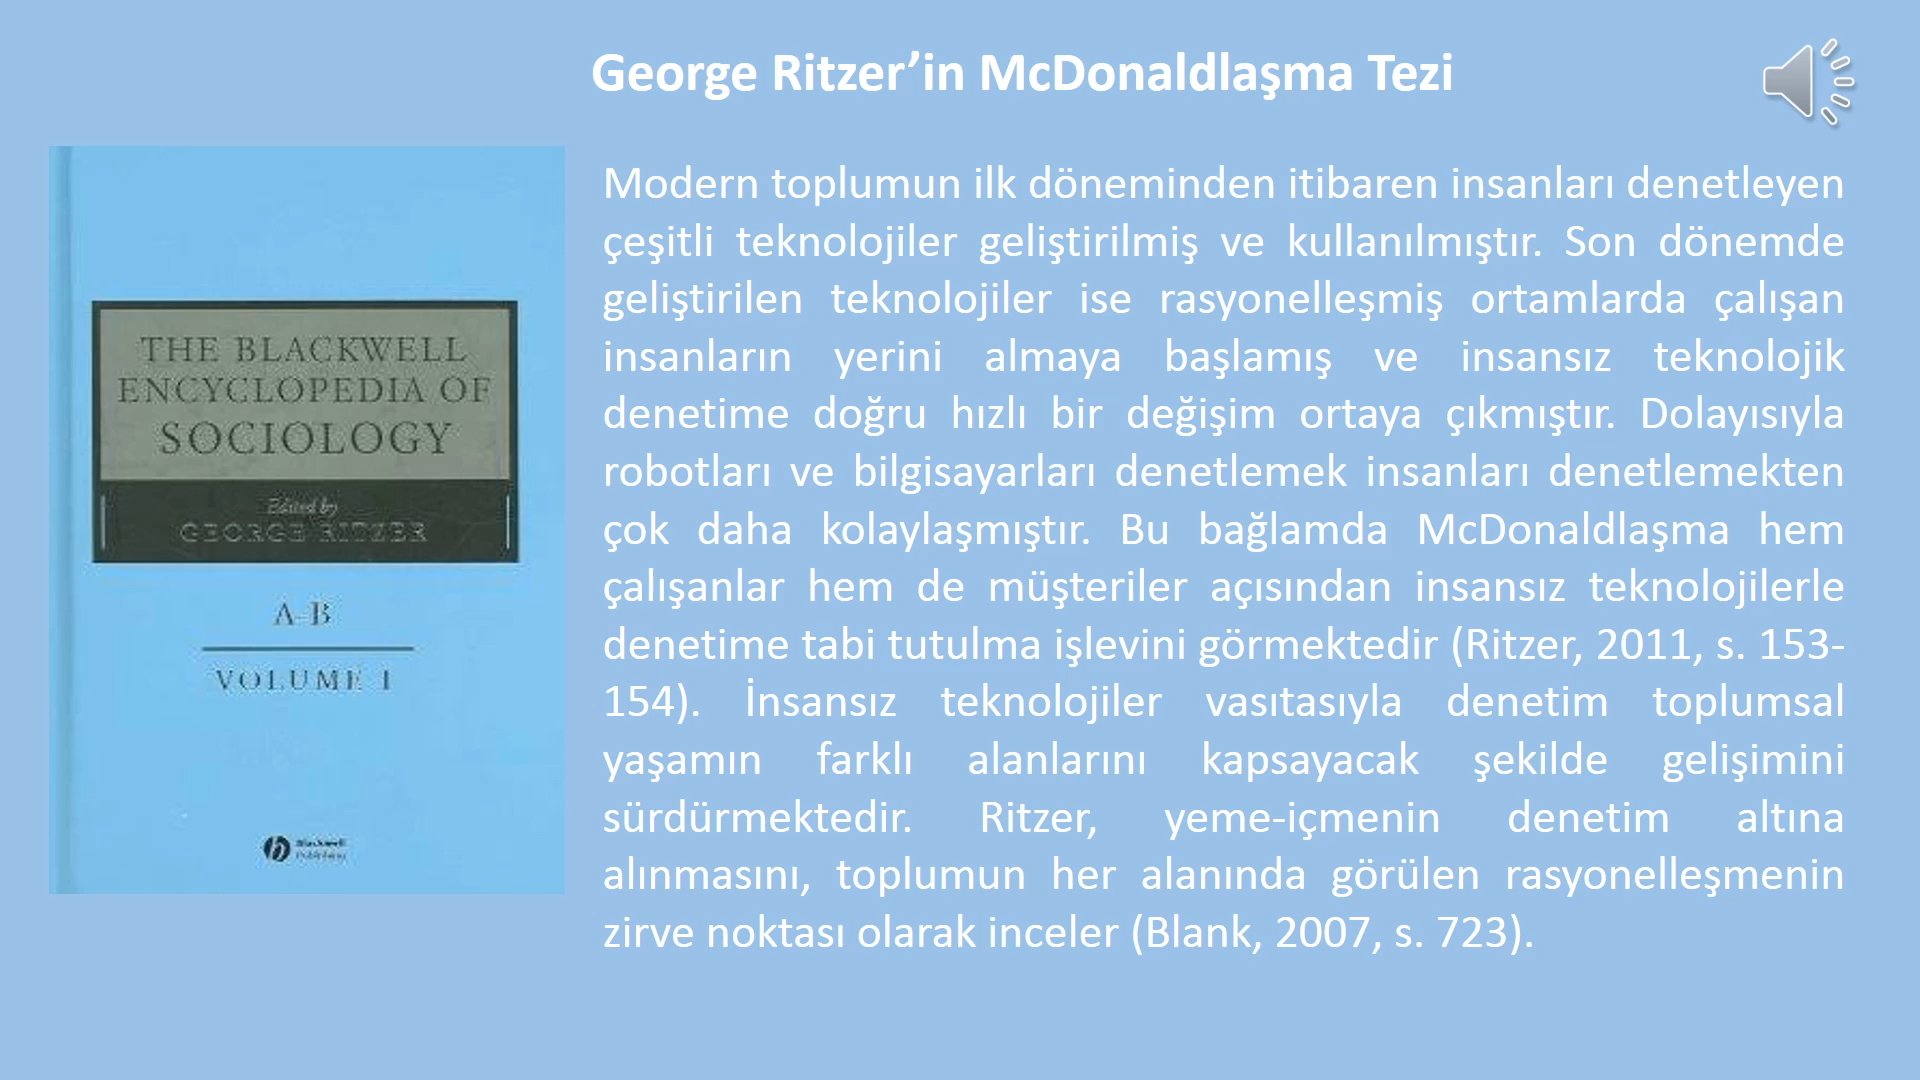 George Ritzer’in McDonaldlaşma Tezi
THE BLACKWELL
ENCYCLOPEDIA OF
SOCIOLOGY
Edited by
GEORGE RITZER
A-B
VOLUME 1
Blackwell
Publishing
Modern toplumun ilk döneminden itibaren insanları denetleyen
çeşitli teknolojiler geliştirilmiş ve kullanılmıştır. Son dönemde
geliştirilen teknolojiler ise rasyonelleşmiş ortamlarda çalışan
insanların yerini almaya başlamış ve insansız teknolojik
denetime doğru hızlı bir değişim ortaya çıkmıştır. Dolayısıyla
robotları ve bilgisayarları denetlemek insanları denetlemekten
çok daha kolaylaşmıştır. Bu bağlamda McDonaldlaşma hem
çalışanlar hem de müşteriler açısından insansız teknolojilerle
denetime tabi tutulma işlevini görmektedir (Ritzer, 2011, s. 153-
154). İnsansız teknolojiler vasıtasıyla denetim toplumsal
yaşamın farklı alanlarını kapsayacak şekilde gelişimini
sürdürmektedir. Ritzer, yeme-içmenin denetim altına
alınmasını, toplumun her alanında görülen rasyonelleşmenin
zirve noktası olarak inceler (Blank, 2007, s. 723).